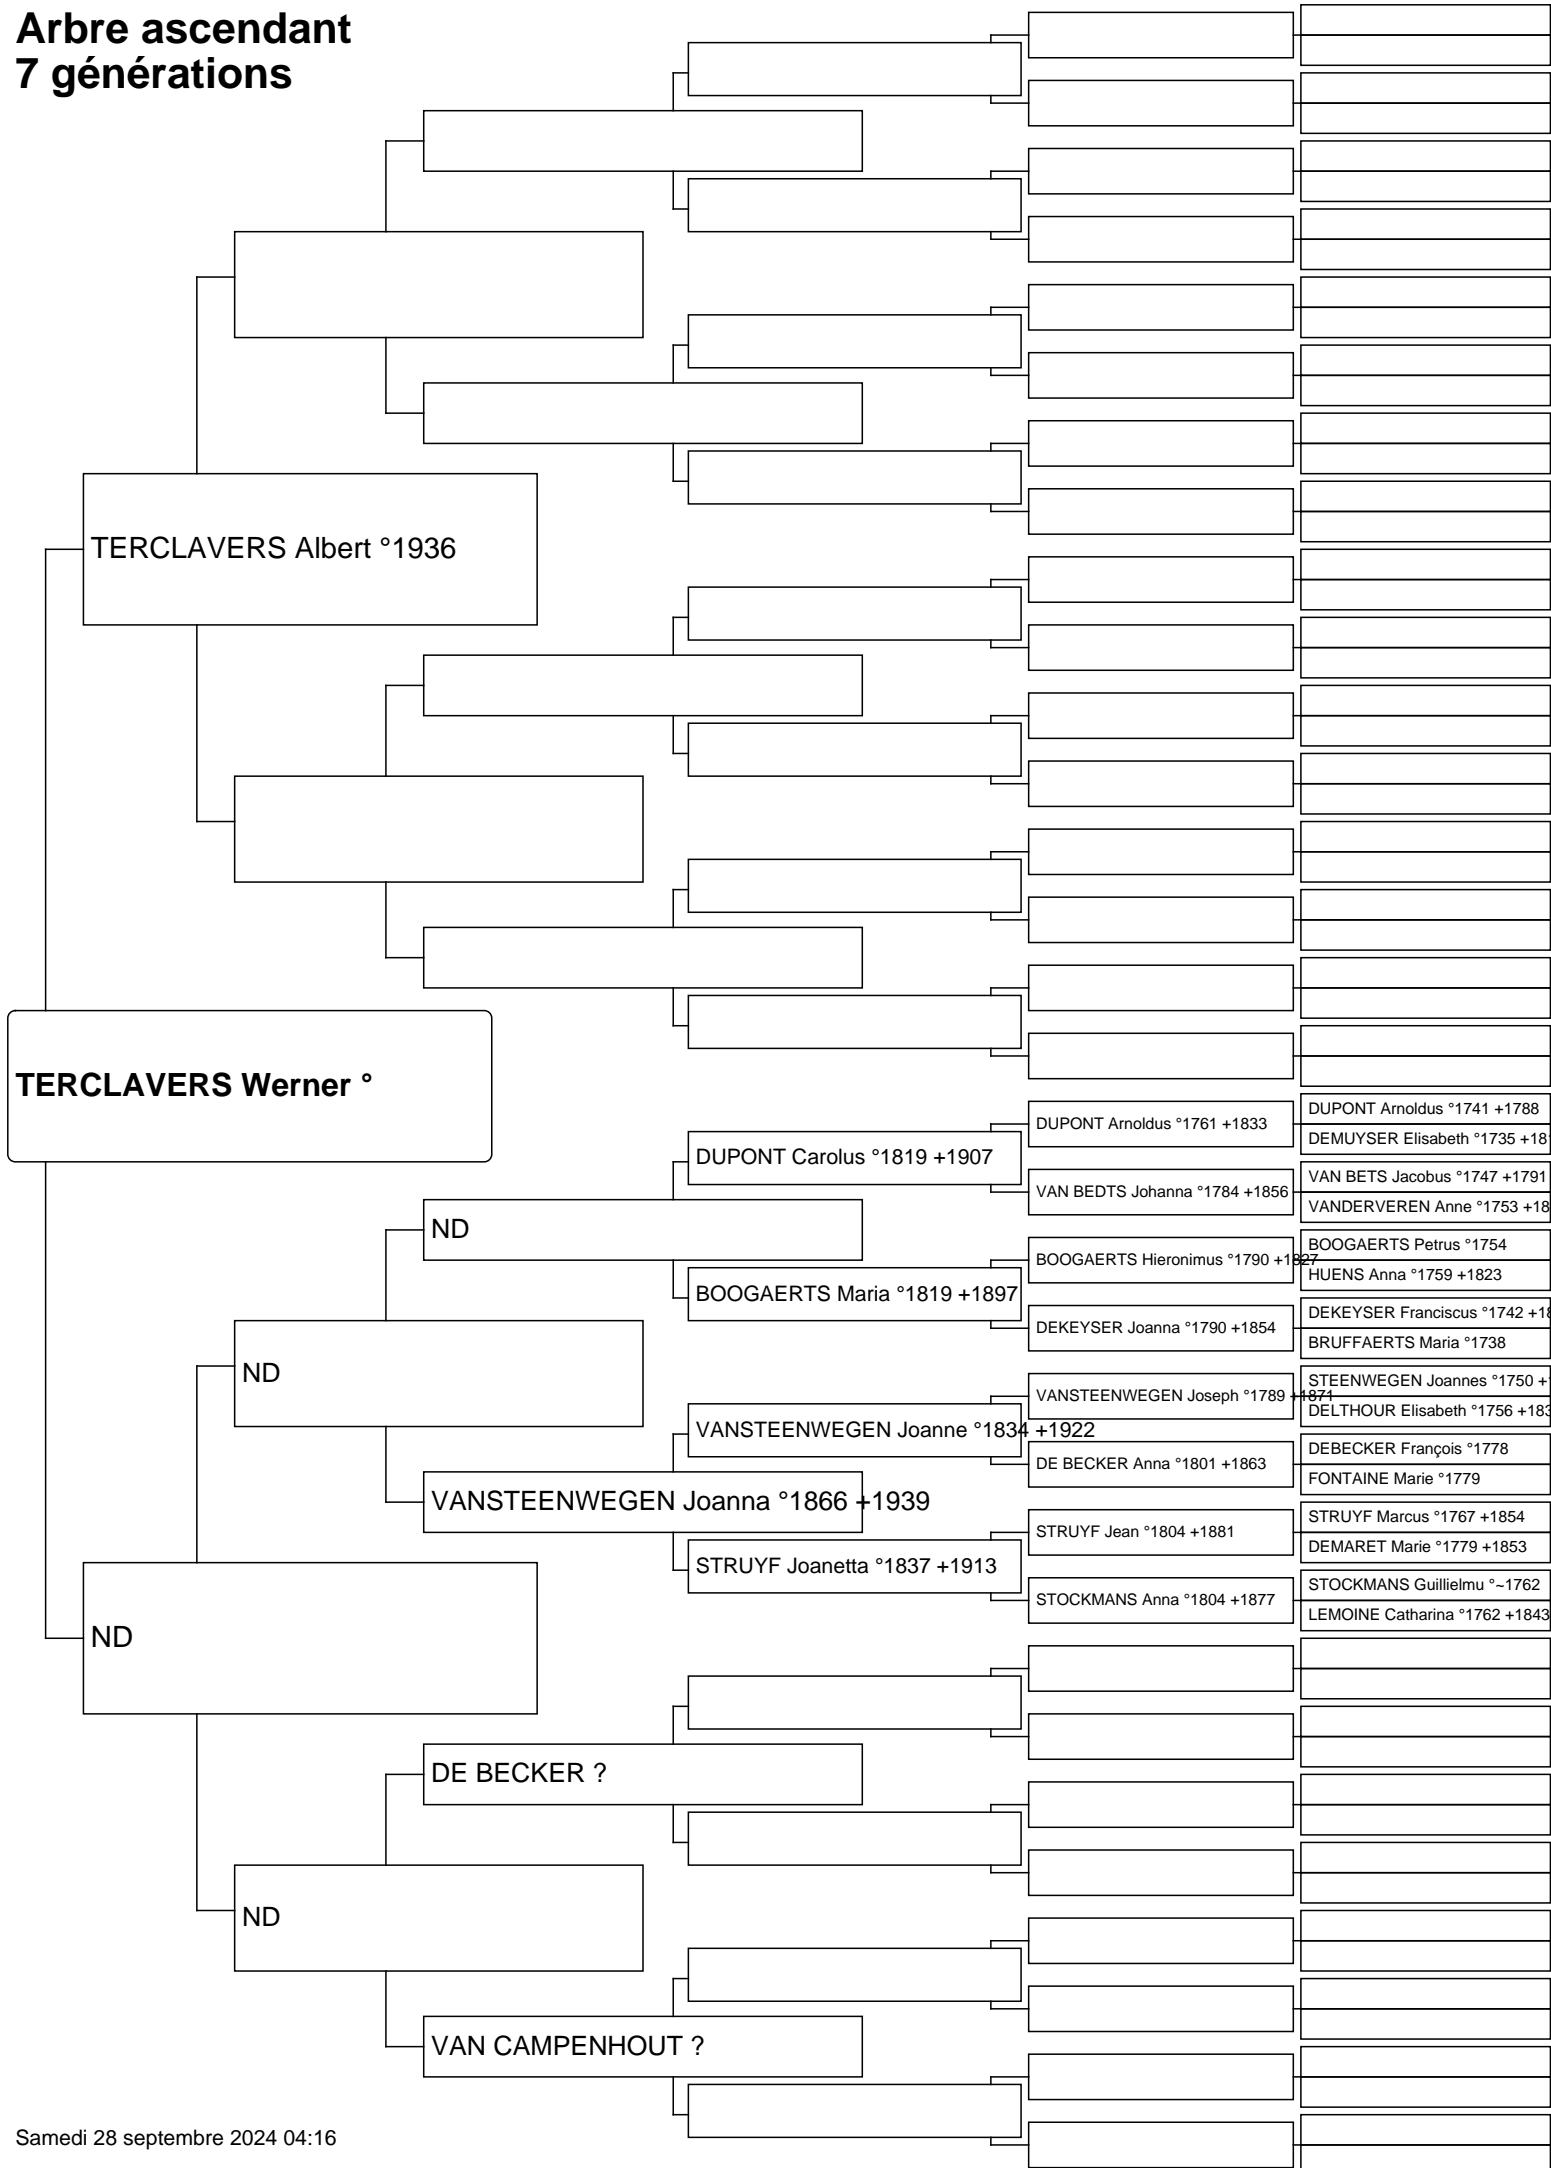 Arbre ascendant
7 générations
TERCLAVERS Albert °1936
TERCLAVERS Werner °
DUPONT Arnoldus °1741 +1788
DUPONT Arnoldus °1761 +1833
DEMUYSER Elisabeth °1735 +18
DUPONT Carolus °1819 +1907
VAN BETS Jacobus °1747 +1791
VAN BEDTS Johanna °1784 +1856
VANDERVEREN Anne °1753 +18
ND
BOOGAERTS Petrus °1754
BOOGAERTS Hieronimus °1790 +1827
HUENS Anna °1759 +1823
BOOGAERTS Maria °1819 +1897
DEKEYSER Franciscus °1742 +18
DEKEYSER Joanna °1790 +1854
BRUFFAERTS Maria °1738
ND
STEENWEGEN Joannes °1750 +
VANSTEENWEGEN Joseph °1789 +1871
DELTHOUR Elisabeth °1756 +183
VANSTEENWEGEN Joanne °1834 +1922
DEBECKER François °1778
DE BECKER Anna °1801 +1863
FONTAINE Marie °1779
VANSTEENWEGEN Joanna °1866 +1939
STRUYF Marcus °1767 +1854
STRUYF Jean °1804 +1881
DEMARET Marie °1779 +1853
STRUYF Joanetta °1837 +1913
STOCKMANS Guillielmu °~1762
STOCKMANS Anna °1804 +1877
LEMOINE Catharina °1762 +1843
ND
DE BECKER ?
ND
VAN CAMPENHOUT ?
Samedi 28 septembre 2024 04:16